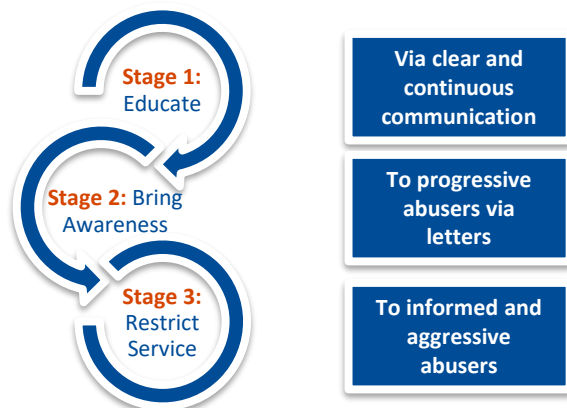 Stage 1:
Educate
Via clear and
continuous
communication
Stage 2: Bring
Awareness
To progressive
abusers via
letters
Stage 3:
Restrict
Service
To informed and
aggressive
abusers